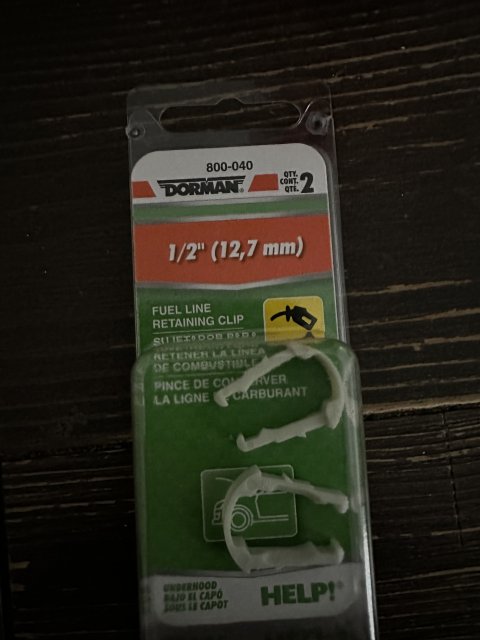 800-040
DORMAN®
QTY.
CONT.
QTÉ. 2
1/2" (12,7 mm)
FUEL LINE
RETAINING CLIP
RETENER LA LÍNEA
DE COMBUSTIBLE
PINCE DE CONSERVER
LA LIGNE CARBURANT
UNDERHOOD
BAJO EL CAPÓ
SOUS LE CAPOT
HELP!®